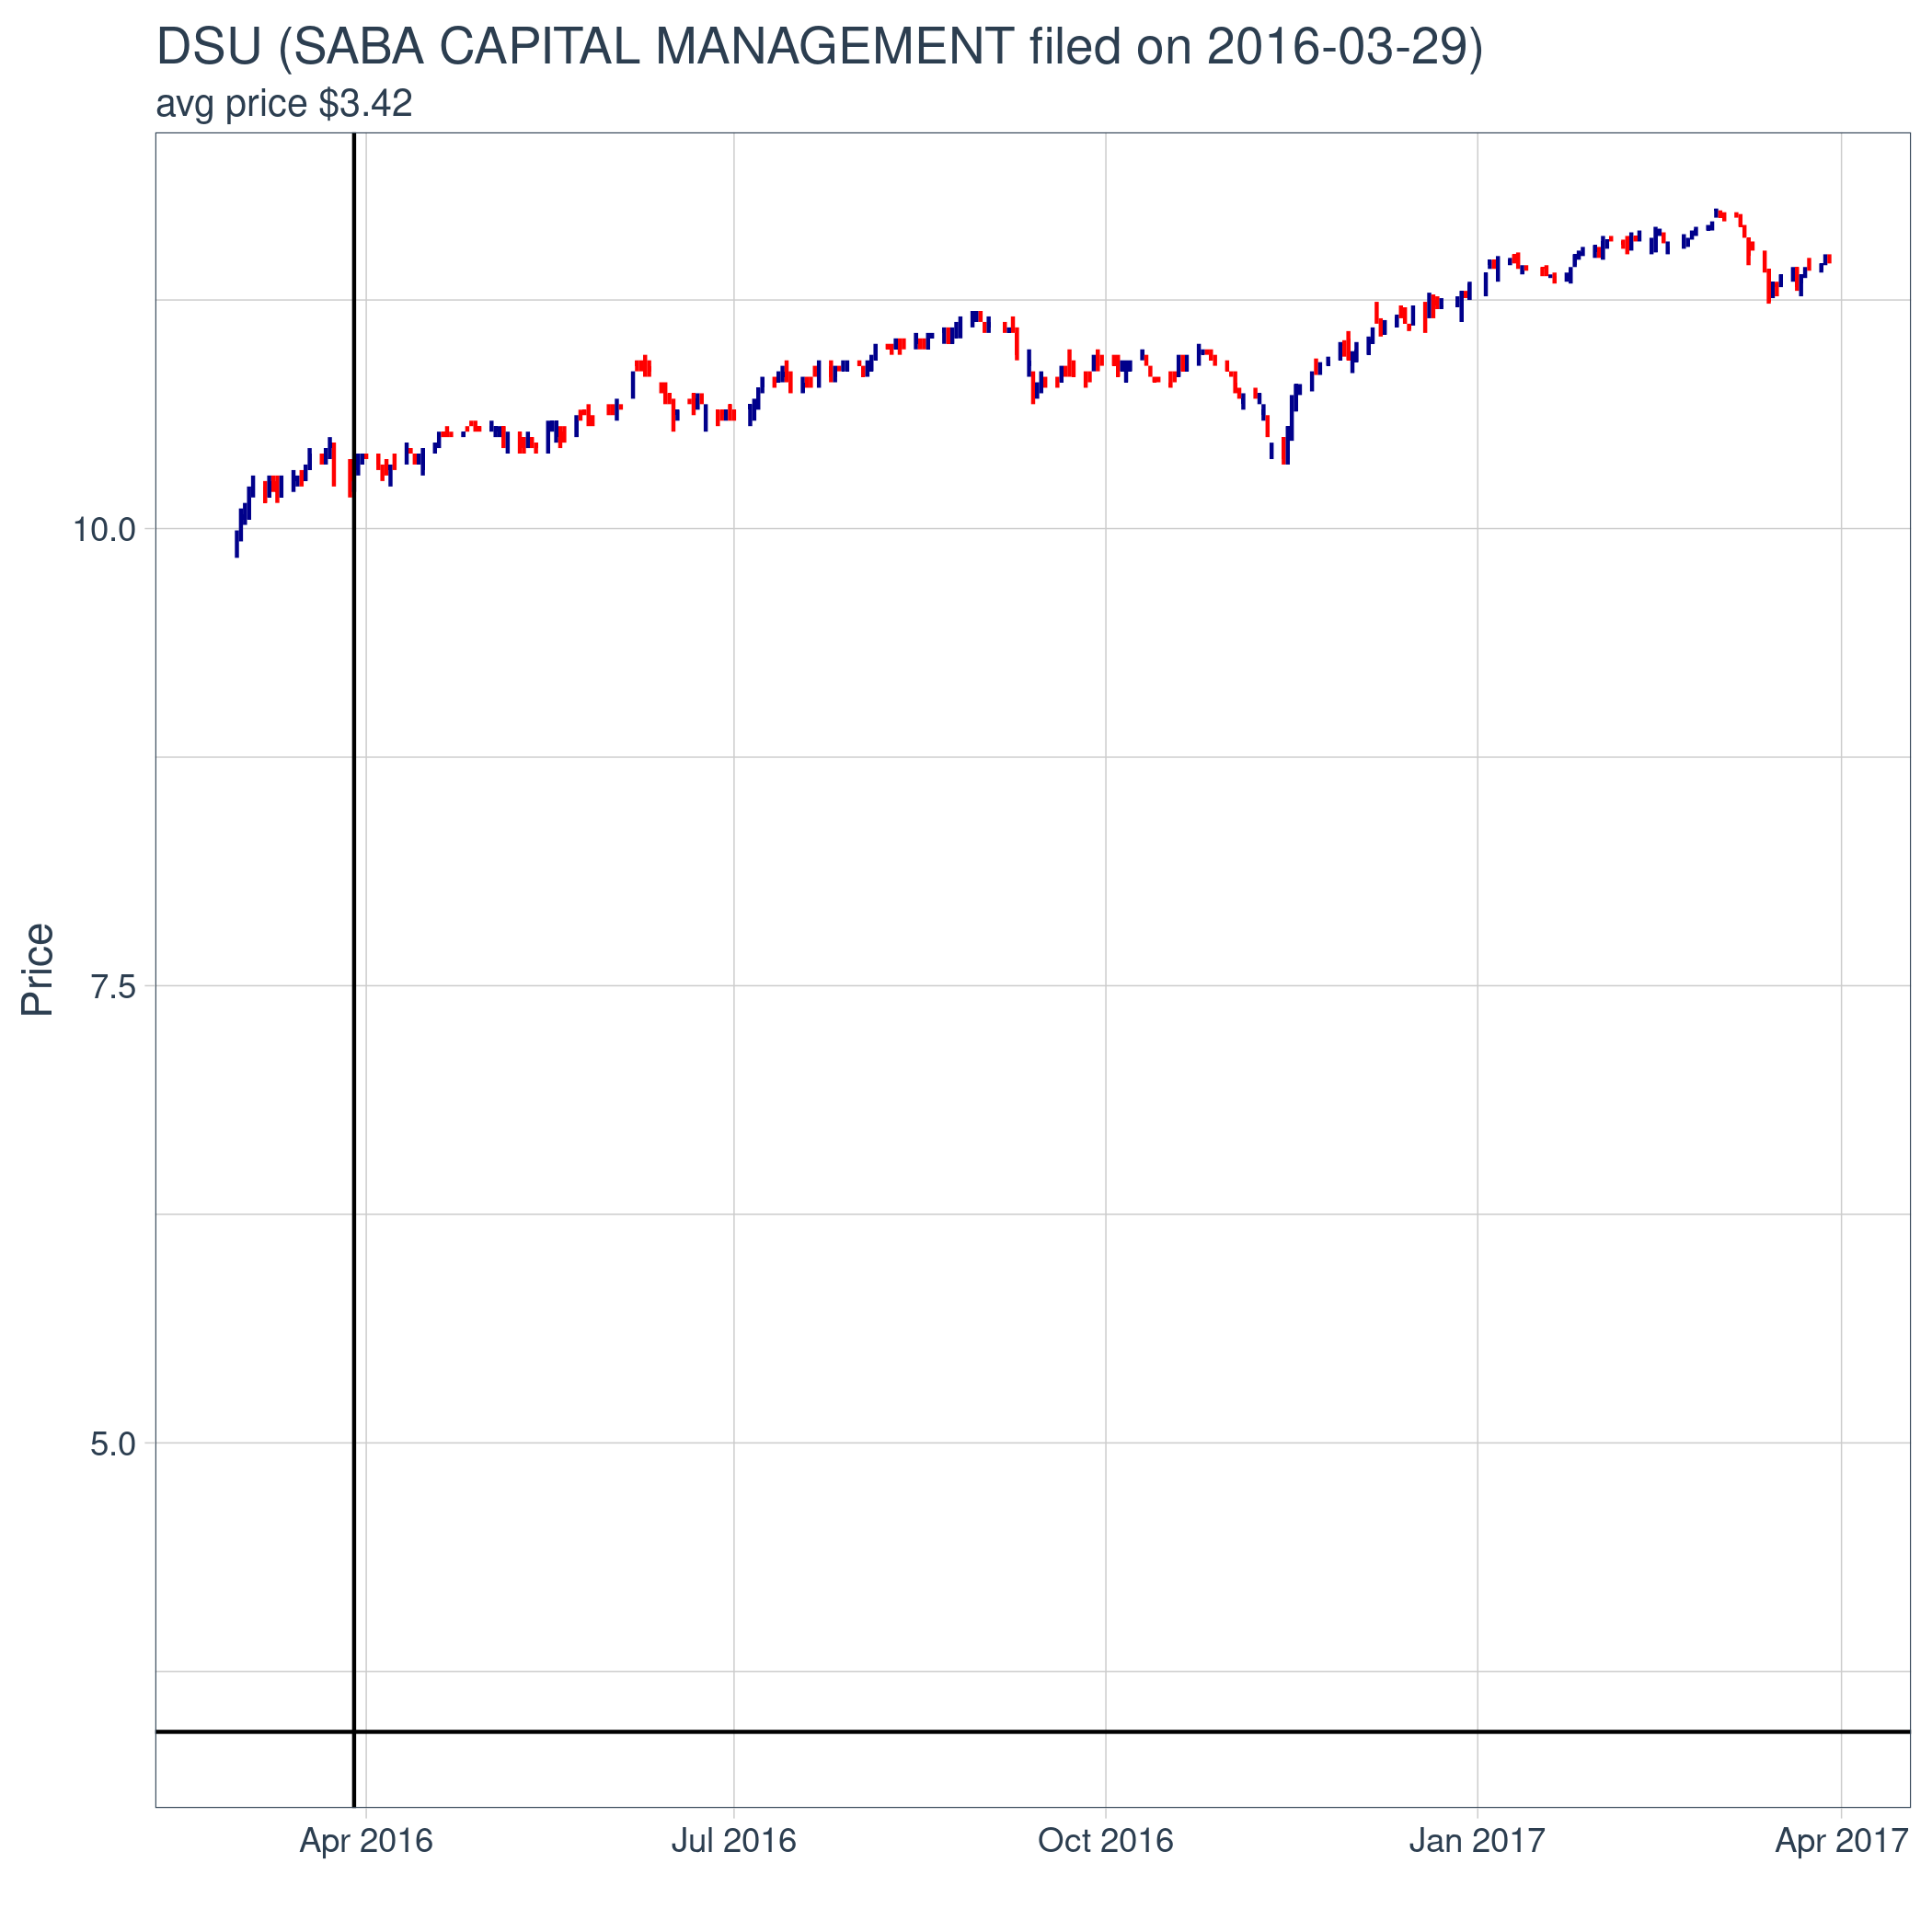 DSU (SABA CAPITAL MANAGEMENT filed on 2016-03-29)
avg price $3.42
Price
10.0
7.5
5.0
Apr 2016
Jul 2016
Oct 2016
Jan 2017
Apr 2017